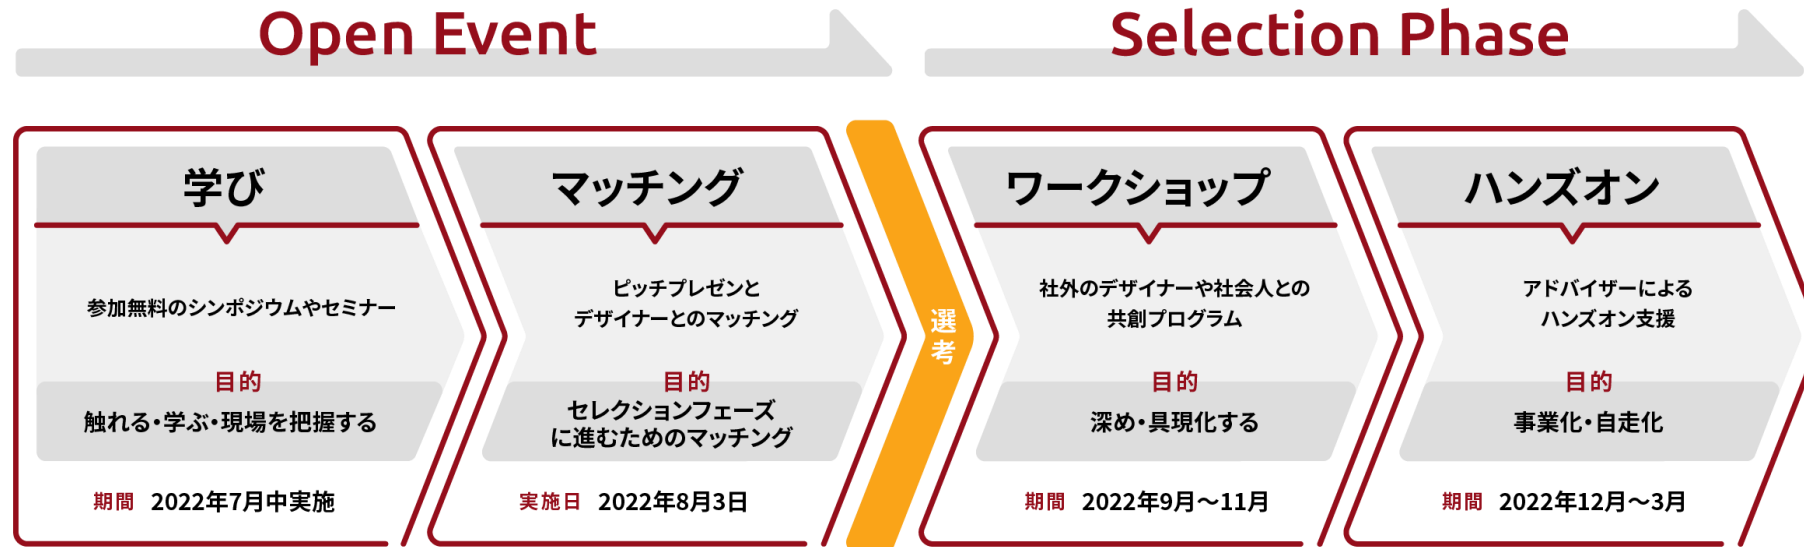 Open Event
Selection Phase
学び
参加無料のシンポジウムやセミナー
目的
触れる・学ぶ・現場を把握する
期間 2022年7月中実施
マッチング
ピッチプレゼンと
デザイナーとのマッチング
目的
セレクションフェーズ
に進むためのマッチング
実施日 2022年8月3日
選考
ワークショップ
社外のデザイナーや社会人との
共創プログラム
目的
深め・具現化する
期間 2022年9月～11月
ハンズオン
アドバイザーによる
ハンズオン支援
目的
事業化・自走化
期間 2022年12月～3月